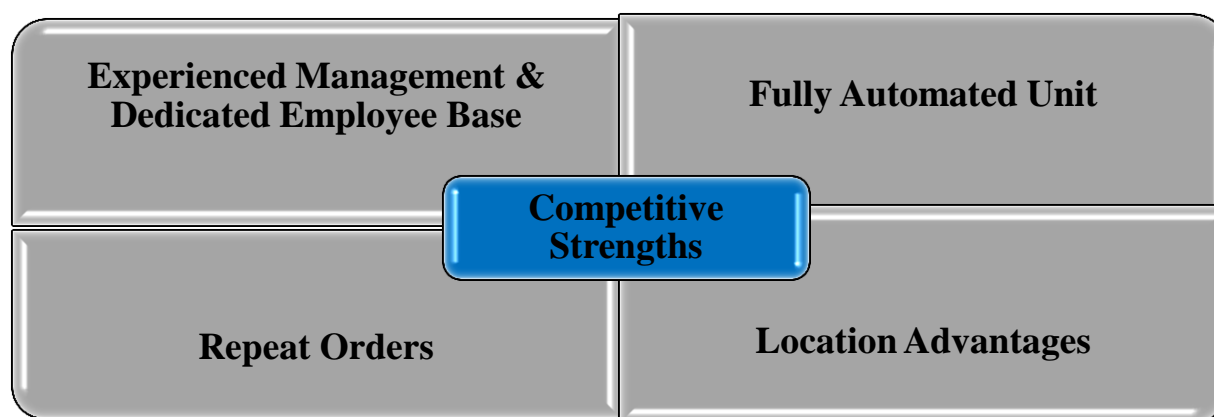 Experienced Management &
Dedicated Employee Base
Fully Automated Unit
Competitive
Strengths
Repeat Orders
Location Advantages